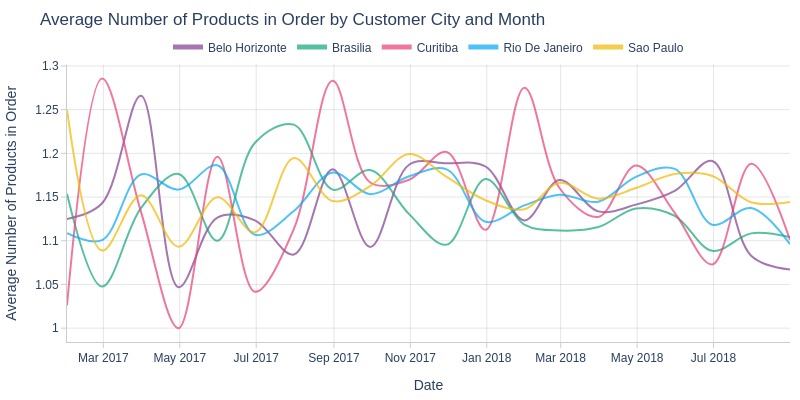 Average Number of Products in Order by Customer City and Month
Belo Horizonte Brasilia Curitiba Rio De Janeiro Sao Paulo
Average Number of Products in Order
1.3
1.25
1.2
1.15
1.1
1.05
1
Mar 2017 May 2017 Jul 2017 Sep 2017 Nov 2017 Jan 2018 Mar 2018 May 2018 Jul 2018
Date